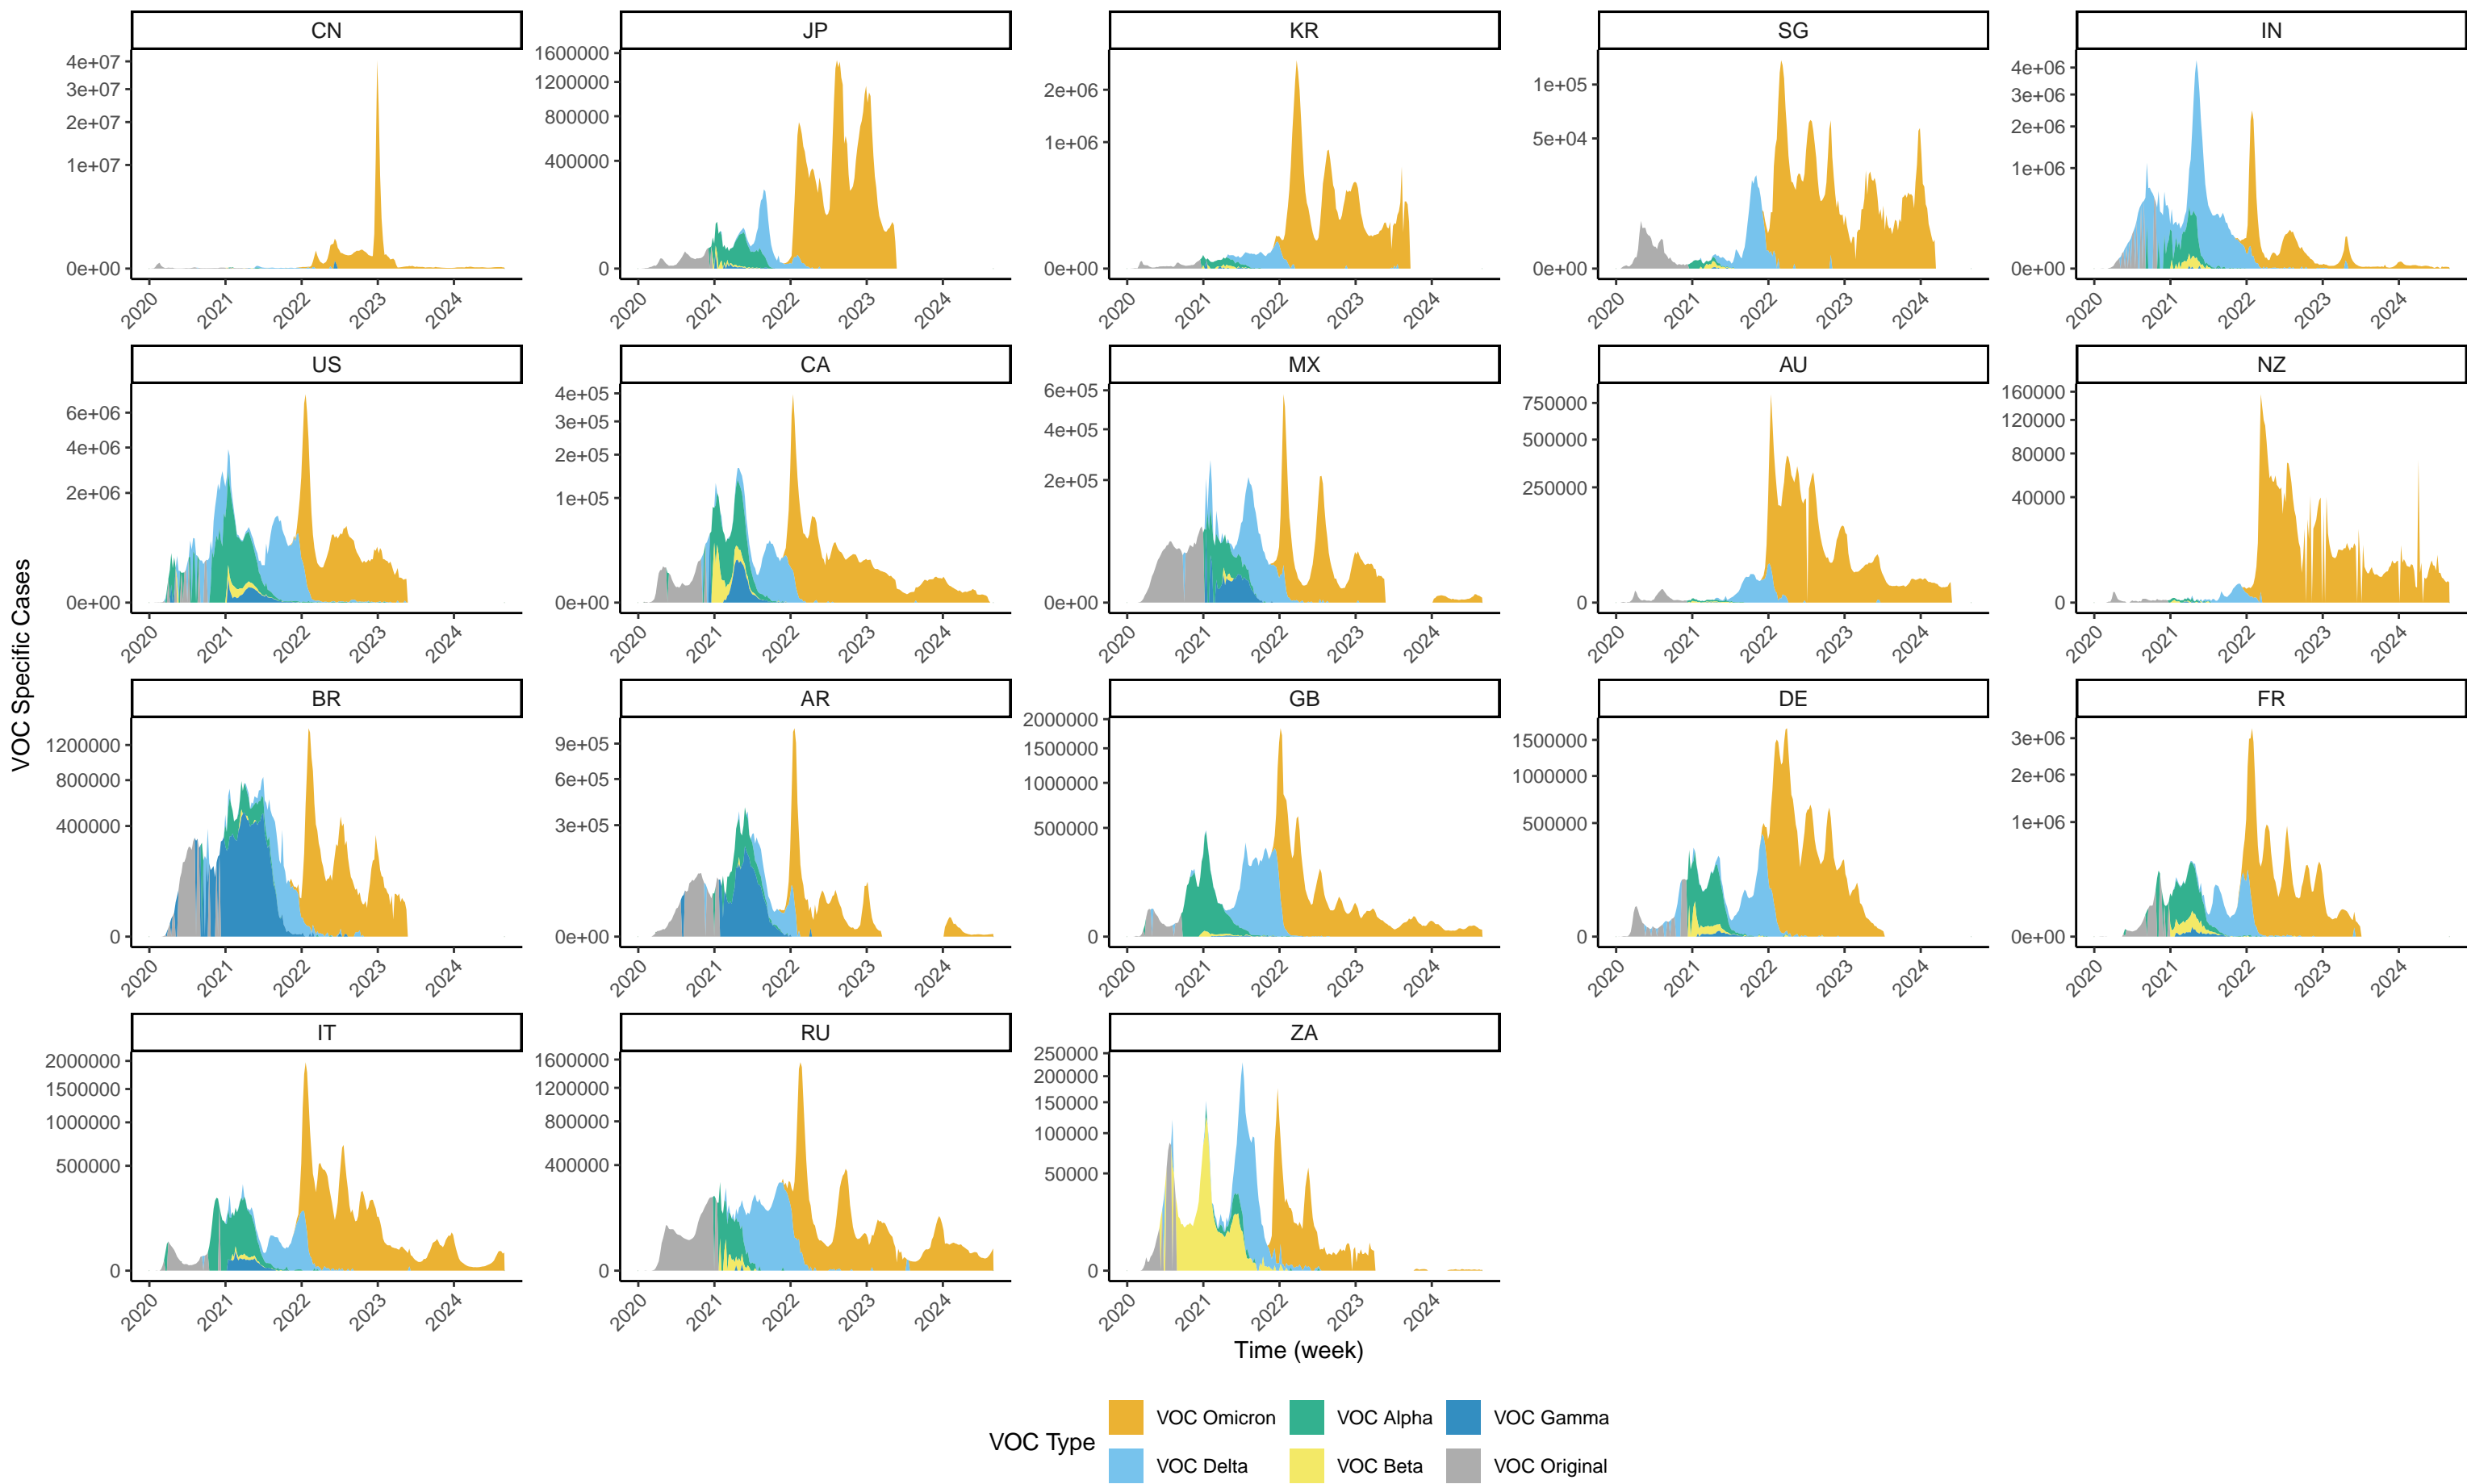 CN
4e+07
3e+07
2e+07
1e+07
0e+00
2020 2021 2022 2023 2024
JP
1600000
1200000
800000
400000
0
2020 2021 2022 2023 2024
KR
2e+06
1e+06
0e+00
2020 2021 2022 2023 2024
SG
1e+05
5e+04
0e+00
2020 2021 2022 2023 2024
IN
4e+06
3e+06
2e+06
1e+06
0e+00
2020 2021 2022 2023 2024
US
6e+06
4e+06
2e+06
0e+00
2020 2021 2022 2023 2024
CA
4e+05
3e+05
2e+05
1e+05
0e+00
2020 2021 2022 2023 2024
MX
6e+05
4e+05
2e+05
0e+00
2020 2021 2022 2023 2024
AU
750000
500000
250000
0
2020 2021 2022 2023 2024
NZ
160000
120000
80000
40000
0
2020 2021 2022 2023 2024
VOC Specific Cases
BR
1200000
800000
400000
0
2020 2021 2022 2023 2024
AR
9e+05
6e+05
3e+05
0e+00
2020 2021 2022 2023 2024
GB
2000000
1500000
1000000
500000
0
2020 2021 2022 2023 2024
DE
1500000
1000000
500000
0
2020 2021 2022 2023 2024
FR
3e+06
2e+06
1e+06
0e+00
2020 2021 2022 2023 2024
IT
2000000
1500000
1000000
500000
0
2020 2021 2022 2023 2024
RU
1600000
1200000
800000
400000
0
2020 2021 2022 2023 2024
ZA
250000
200000
150000
100000
50000
0
2020 2021 2022 2023 2024
Time (week)
VOC Type
VOC Omicron VOC Alpha VOC Gamma
VOC Delta VOC Beta VOC Original